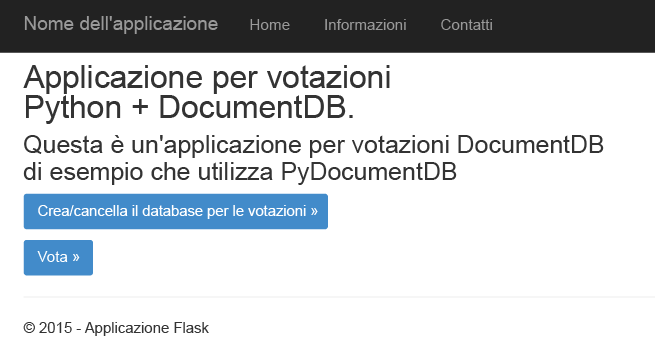 Nome dell'applicazione Home Informazioni Contatti
Applicazione per votazioni
Python + DocumentDB.
Questa è un'applicazione per votazioni DocumentDB
di esempio che utilizza PyDocumentDB
Crea/cancella il database per le votazioni »
Vota »
© 2015 - Applicazione Flask